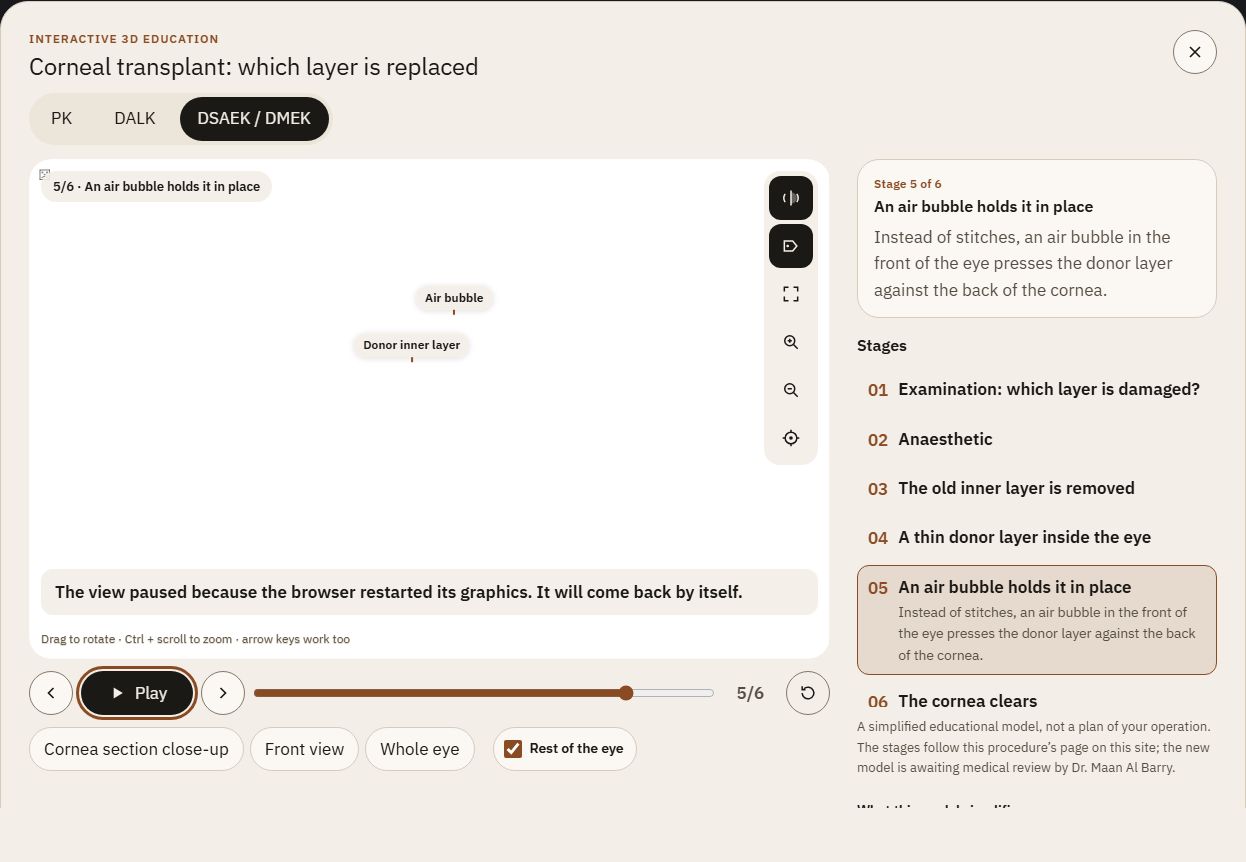 INTERACTIVE 3D EDUCATION
Corneal transplant: which layer is replaced
PK
DALK
DSAEK / DMEK
5/6 · An air bubble holds it in place
Air bubble
Donor inner layer
The view paused because the browser restarted its graphics. It will come back by itself.
Drag to rotate · Ctrl + scroll to zoom · arrow keys work too
Play
5/6
Cornea section close-up
Front view
Whole eye
Rest of the eye
Stage 5 of 6
An air bubble holds it in place
Instead of stitches, an air bubble in the
front of the eye presses the donor layer
against the back of the cornea.
Stages
01 Examination: which layer is damaged?
02 Anaesthetic
03 The old inner layer is removed
04 A thin donor layer inside the eye
05 An air bubble holds it in place
Instead of stitches, an air bubble in the front of
the eye presses the donor layer against the back
of the cornea.
06 The cornea clears
A simplified educational model, not a plan of your operation.
The stages follow this procedure's page on this site; the new
model is awaiting medical review by Dr. Maan Al Barry.